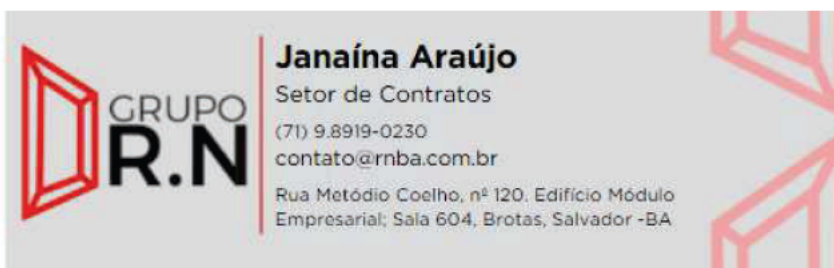 GRUPO
R.N
Janaína Araújo
Setor de Contratos
(71) 9.8919-0230
contato@rnba.com.br
Rua Metódio Coelho, nº 120. Edifício Módulo
Empresarial; Sala 604, Brotas, Salvador -BA